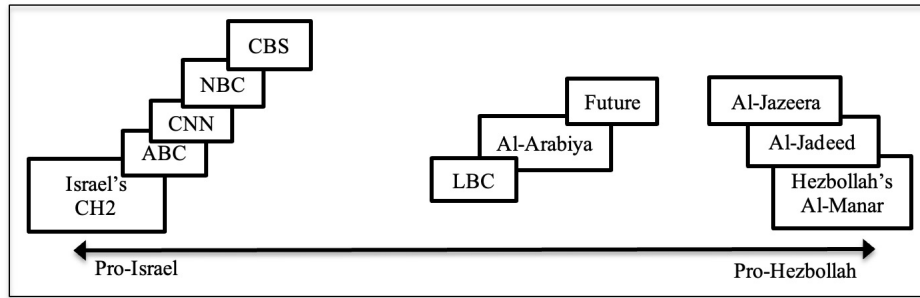 CBS
NBC
CNN
ABC
Israel's
CH2
Future
Al-Arabiya
LBC
Al-Jazeera
Al-Jadeed
Hezbollah's
Al-Manar
Pro-Israel
Pro-Hezbollah